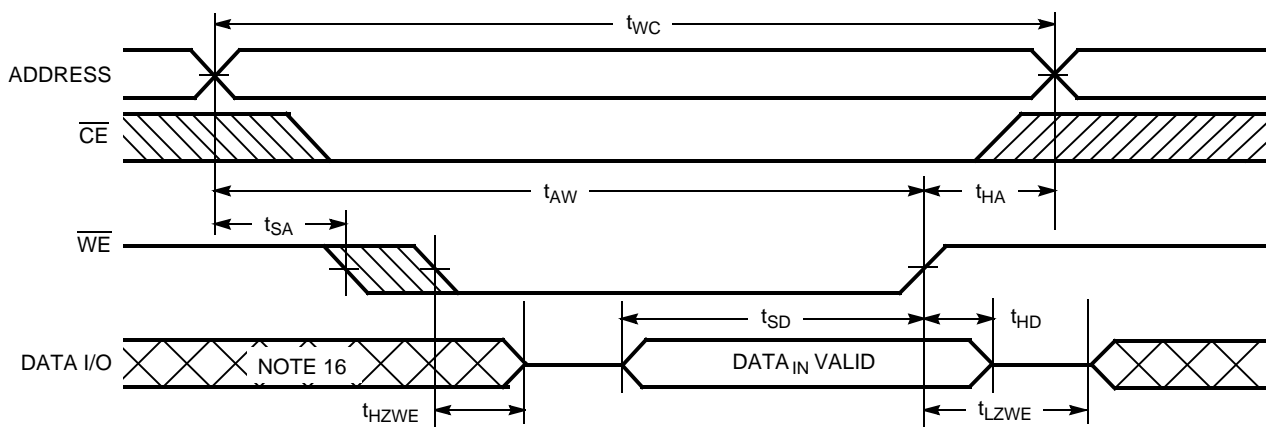 tWC
ADDRESS
CE
tAW
tHA
tSA
WE
tSD
tHD
DATA I/O
NOTE 16
DATAIN VALID
tHZWE
tLZWE